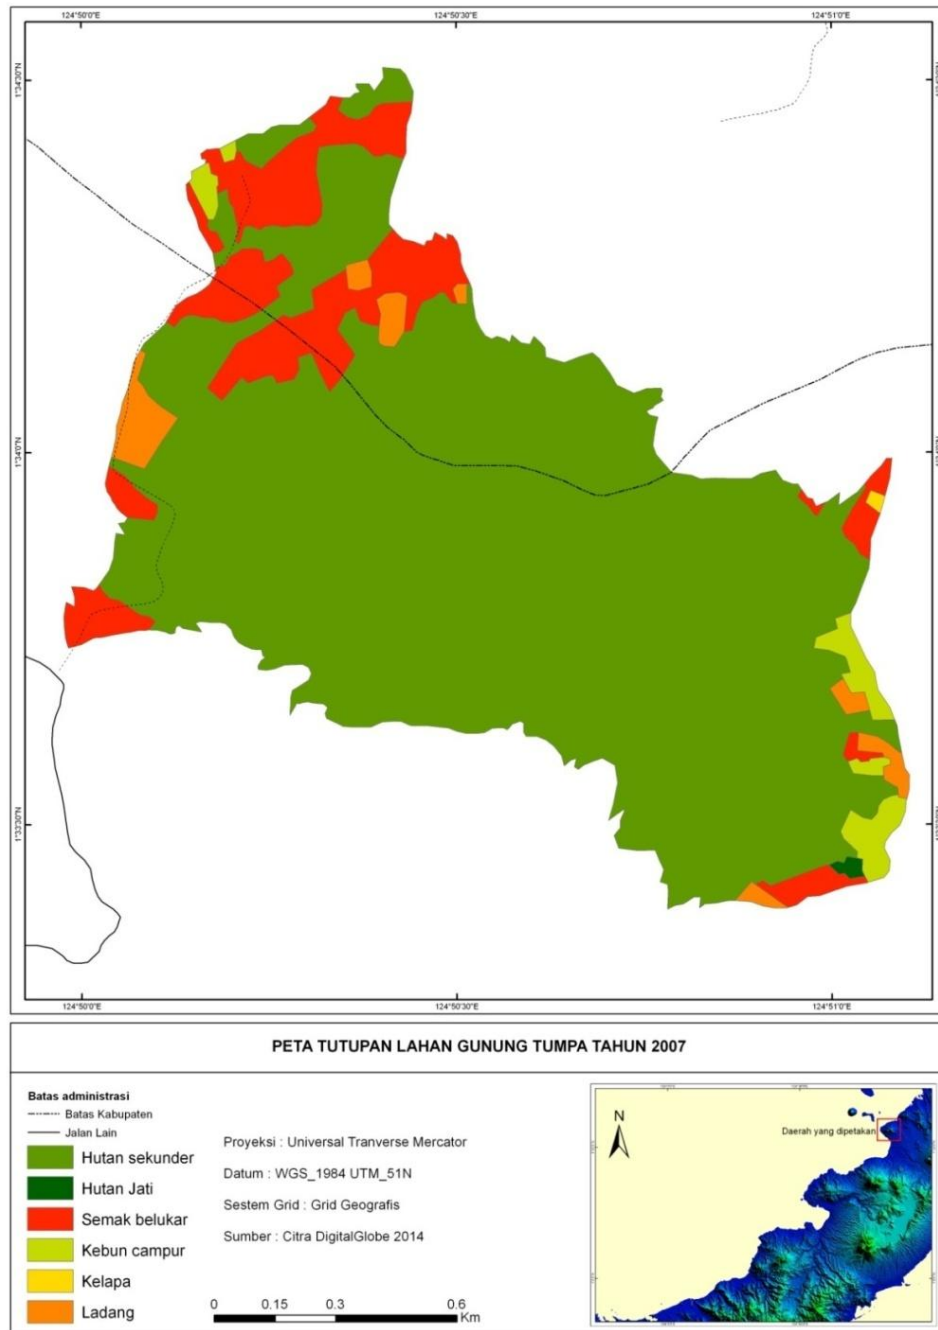 124°50'0"E 124°50'30"E 124°51'0"E
1°34'0"N
1°33'30"N
124°50'0"E 124°50'30"E 124°51'0"E
PETA TUTUPAN LAHAN GUNUNG TUMPA TAHUN 2007
Batas administrasi
Batas Kabupaten
Jalan Lain
Hutan sekunder
Hutan Jati
Semak belukar
Kebun campur
Kelapa
Ladang
Proyeksi : Universal Tranverse Mercator
Datum : WGS_1984 UTM_51N
Sestem Grid : Grid Geografis
Sumber : Citra DigitalGlobe 2014
0 0.15 0.3 0.6
Km
N
Daerah yang dipetakan